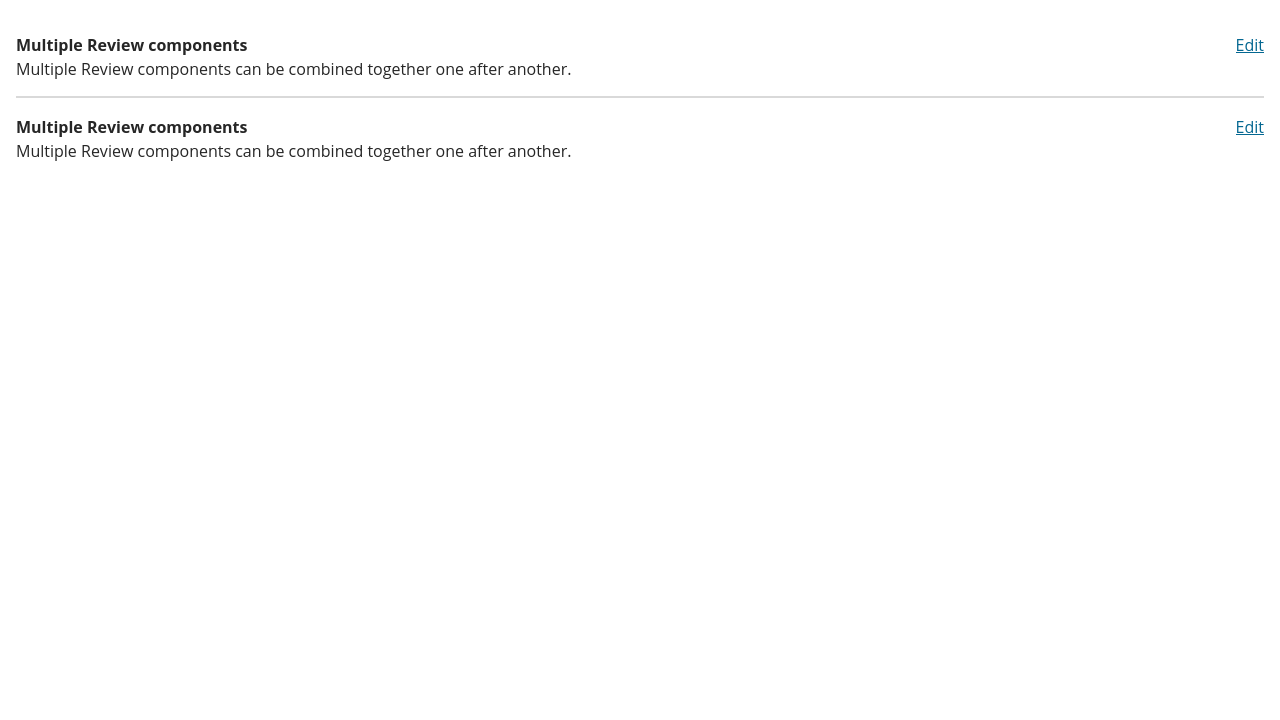 Multiple Review components
Edit
Multiple Review components can be combined together one after another.
Multiple Review components
Edit
Multiple Review components can be combined together one after another.